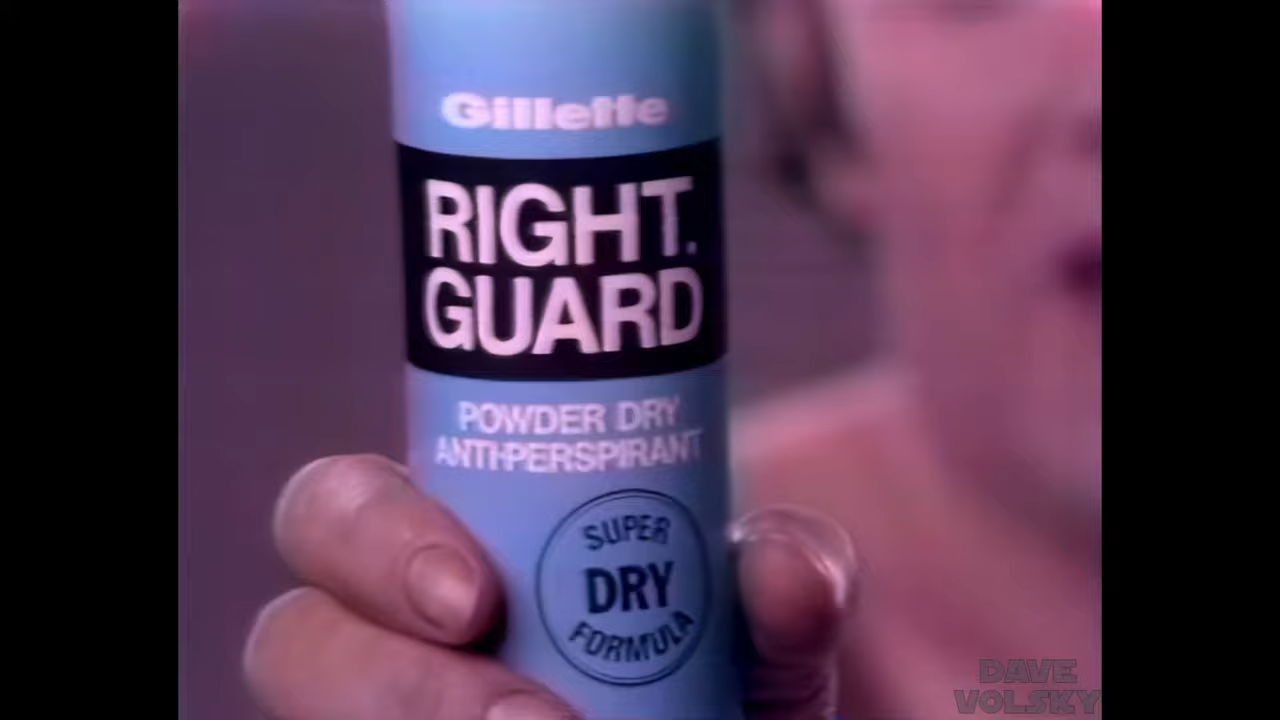 Gillette
RIGHT.
GUARD
POWDER DRY
ANTI-PERSPIRANT
SUPER
DRY
FORMULA
DAVE
VOLSKY